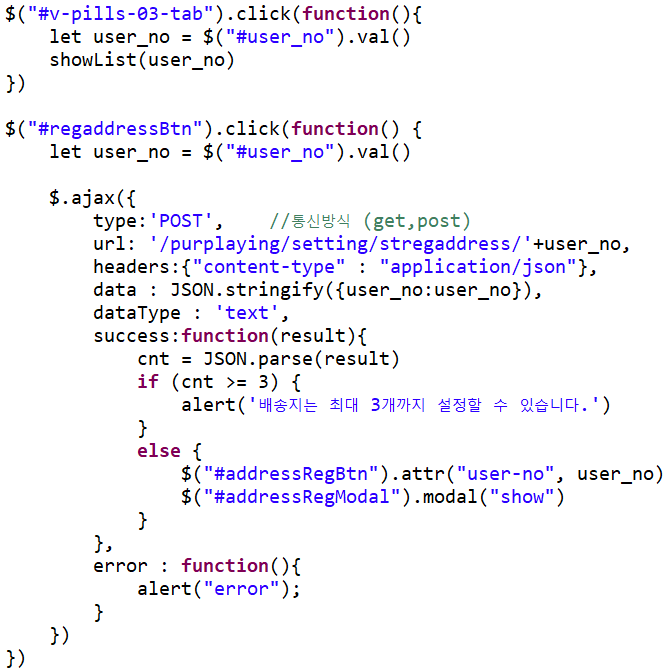 $("#v-pills-03-tab").click(function(){
    let user_no = $("#user_no").val()
    showList(user_no)
})

$("#regaddressBtn").click(function() {
    let user_no = $("#user_no").val()

    $.ajax({
        type:'POST',    //통신방식 (get,post)
        url: '/purplaying/setting/stregaddress/'+user_no,
        headers:{"content-type" : "application/json"},
        data : JSON.stringify({user_no:user_no}),
        dataType : 'text',
        success:function(result){
            cnt = JSON.parse(result)
            if (cnt >= 3) {
                alert('배송지는 최대 3개까지 설정할 수 있습니다.')
            }
            else {
                $("#addressRegBtn").attr("user-no", user_no)
                $("#addressRegModal").modal("show")
            }
        },
        error : function(){
            alert("error");
        }
    })
})